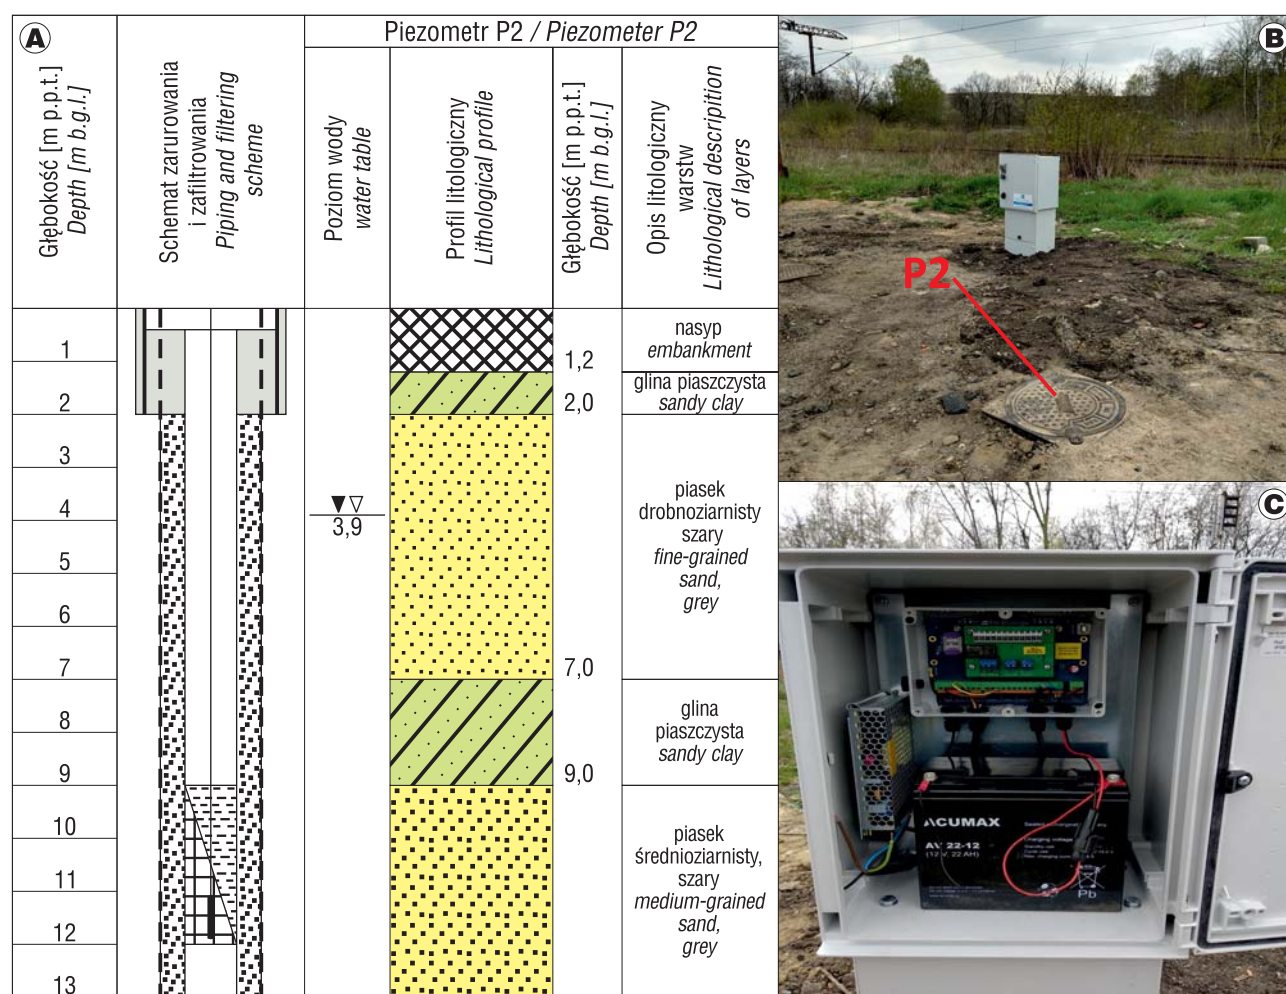 A
Piezometr P2 / Piezometer P2
Głębokość [m p.p.t.]
Depth [m b.g.l.]
Schemat zarurowania
i zafiltrowania
Piping and filtering
scheme
Poziom wody
water table
Profil litologiczny
Lithological profile
Głębokość [m p.p.t.]
Depth [m b.g.l.]
Opis litologiczny
warstw
Lithological descripition
of layers
1
2
3
4
5
6
7
8
9
10
11
12
13
3,9
1,2
2,0
7,0
9,0
nasyp
embankment
glina piaszczysta
sandy clay
piasek
drobnoziarnisty
szary
fine-grained
sand,
grey
glina
piaszczysta
sandy clay
piasek
średnioziarnisty,
szary
medium-grained
sand,
grey
B
P2
C
ACUMAX
AV 22-12
(12 V, 22 AH)
Charging voltage
Pb